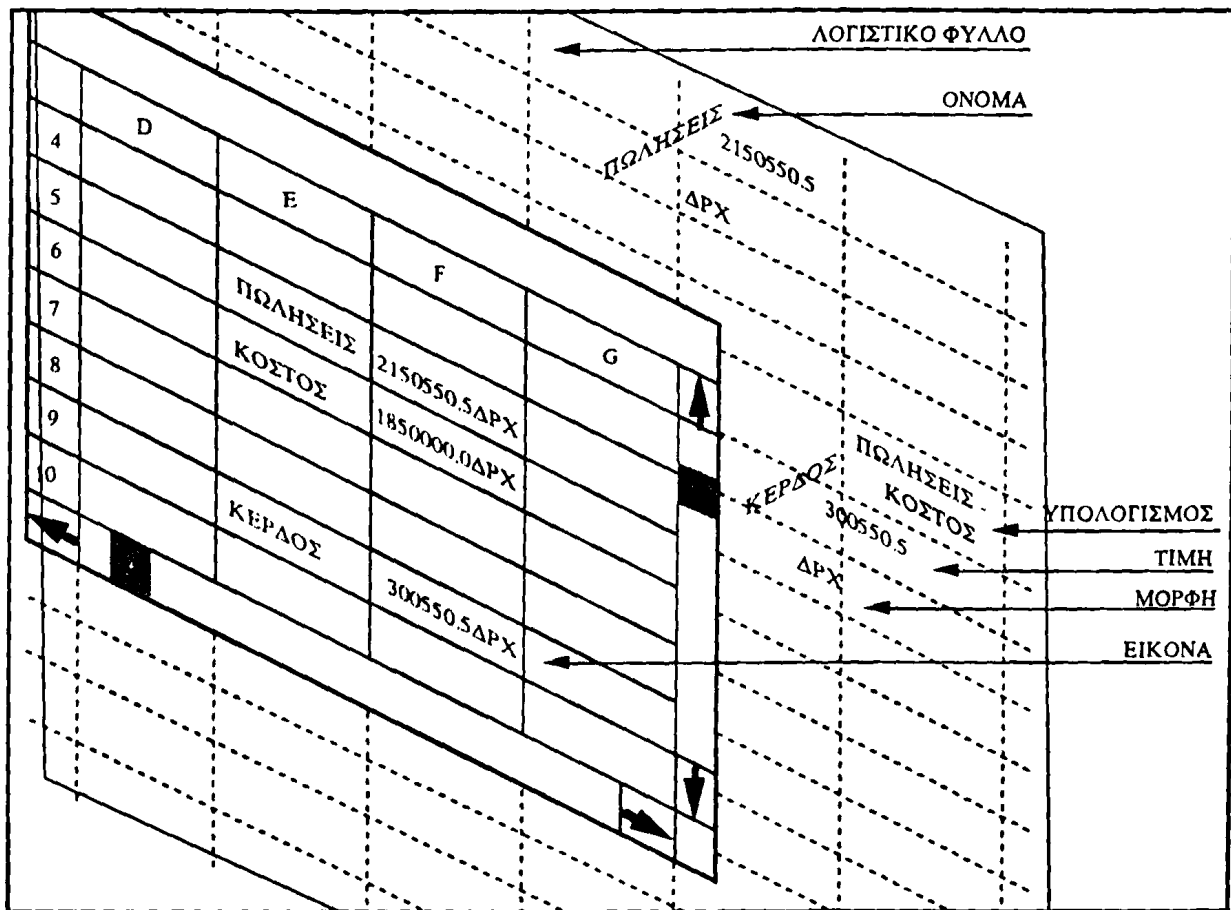 ΛΟΓΙΣΤΙΚΟ ΦΥΛΛΟ
ΟΝΟΜΑ
ΠΩΛΗΣΕΙΣ
2150550.5
ΔΡΧ
D
E
F
G
4
5
6
7
8
9
10
ΠΩΛΗΣΕΙΣ
2150550.5ΔΡΧ
ΚΟΣΤΟΣ
1850000.0ΔΡΧ
ΚΕΡΔΟΣ
300550.5ΔΡΧ
ΚΕΡΔΟΣ
ΠΩΛΗΣΕΙΣ -
ΚΟΣΤΟΣ
300550.5
ΔΡΧ
ΥΠΟΛΟΓΙΣΜΟΣ
ΤΙΜΗ
ΜΟΡΦΗ
ΕΙΚΟΝΑ